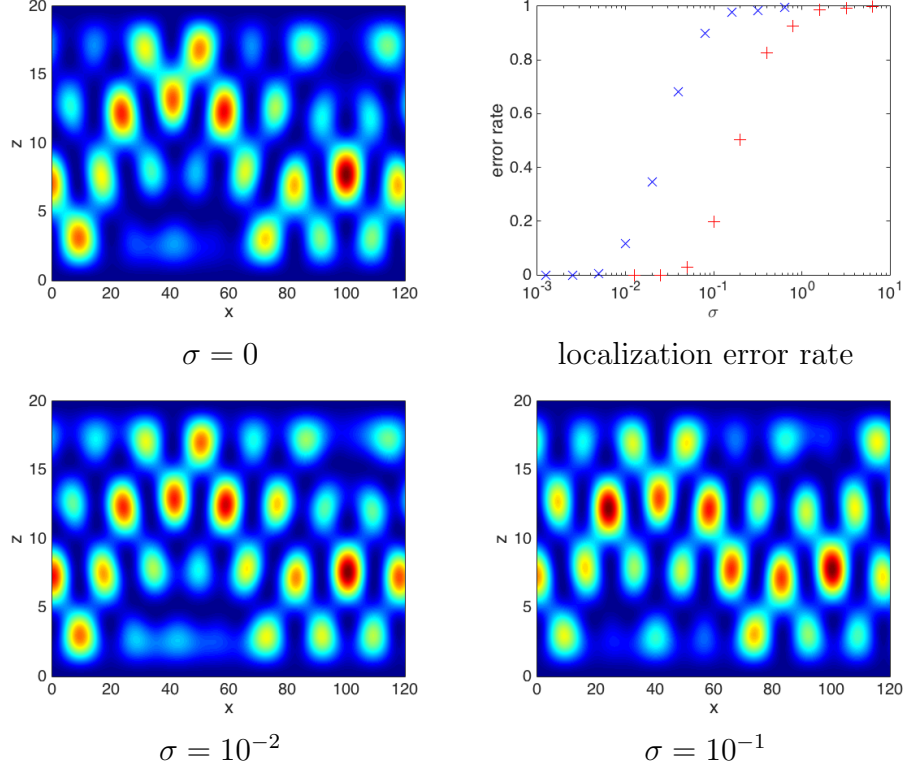 20
15
10
5
0
z
0 20 40 60 80 100 120
x
σ = 0
1
0.8
0.6
0.4
0.2
0
error rate
10^-3 10^-2 10^-1 10^0 10^1
σ
localization error rate
20
15
10
5
0
z
0 20 40 60 80 100 120
x
σ = 10^-2
20
15
10
5
0
z
0 20 40 60 80 100 120
x
σ = 10^-1